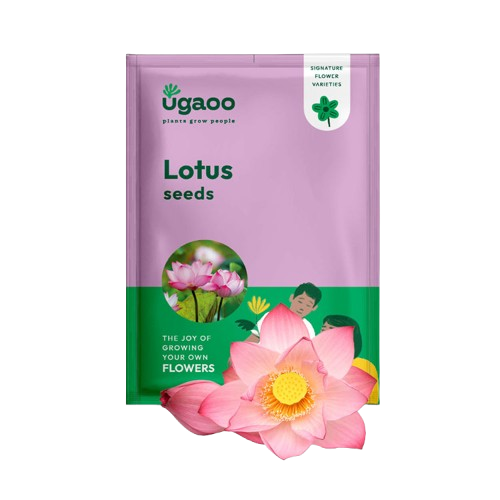 SIGNATURE
FLOWER
VARIETIES
ugaoo
plants grow people
Lotus
seeds
THE JOY OF
GROWING
YOUR OWN
FLOWERS